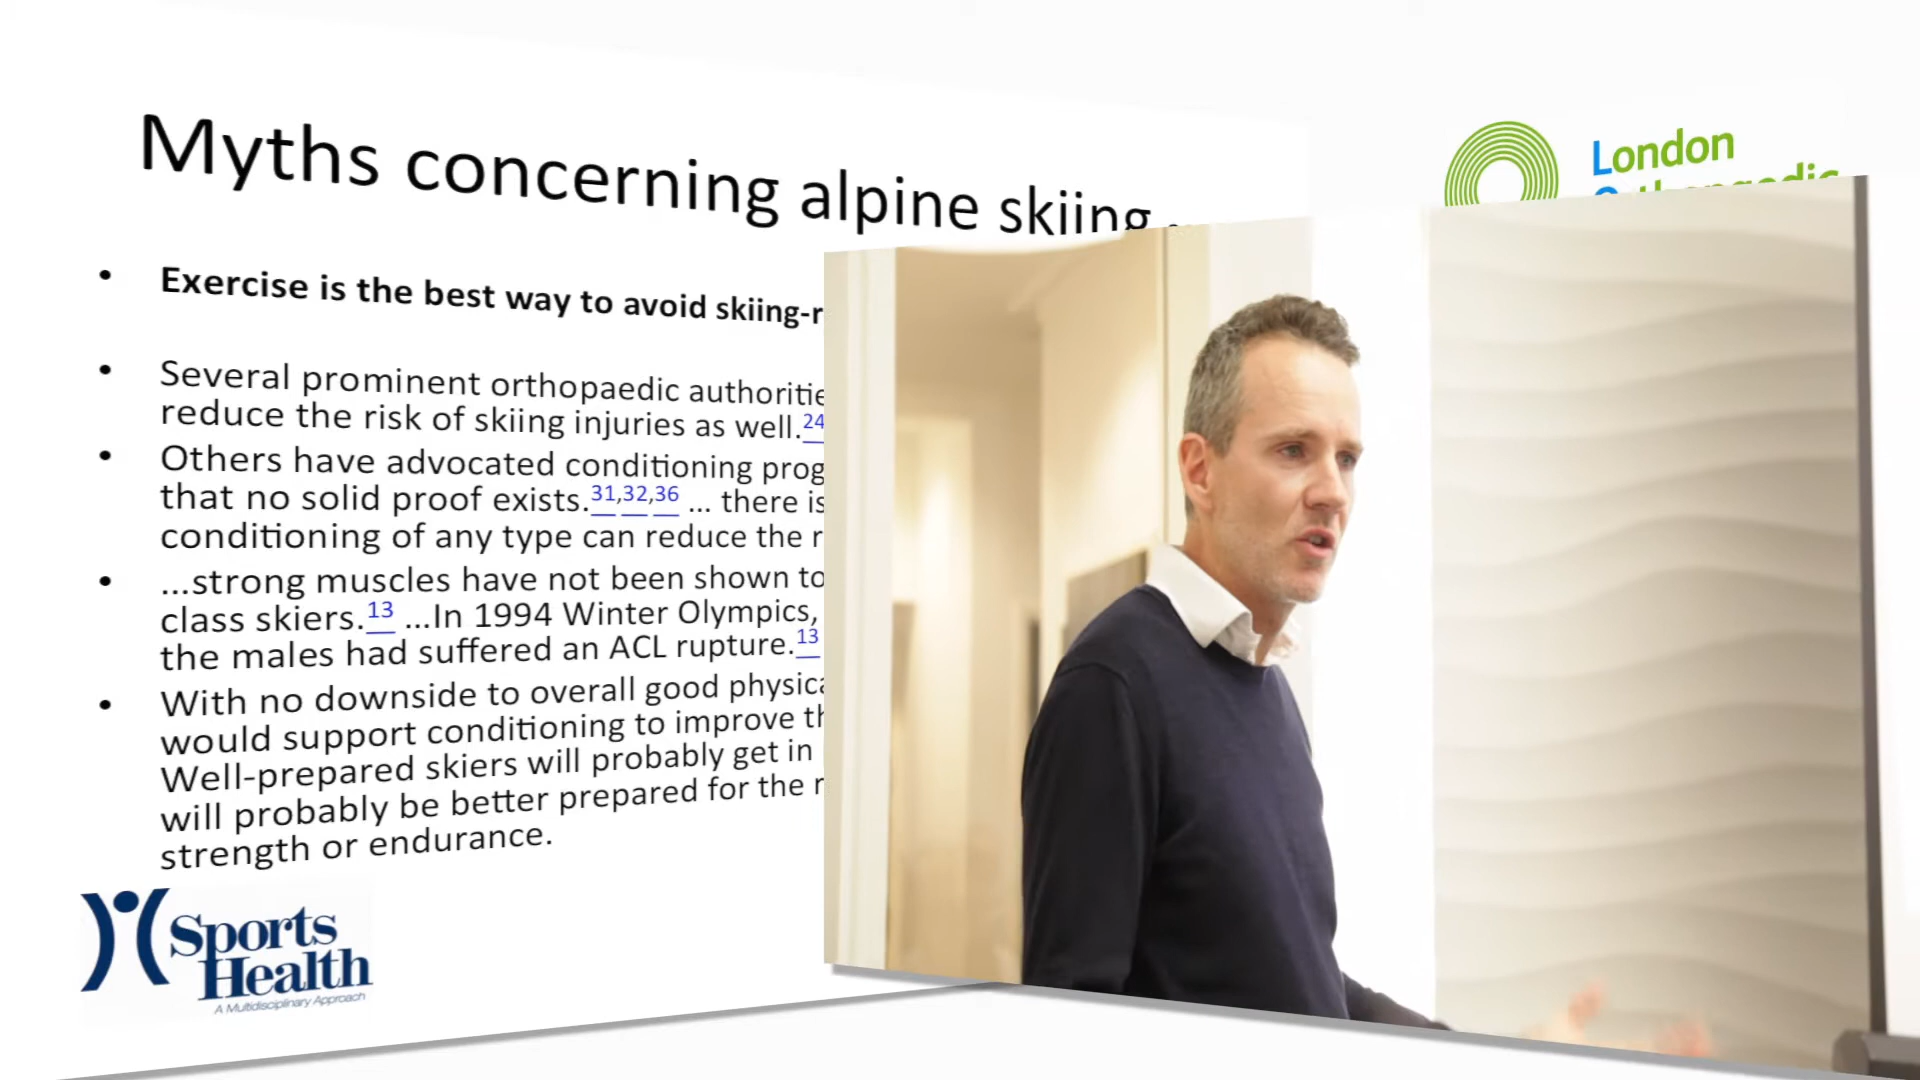 Myths concerning alpine skiing
London
• Exercise is the best way to avoid skiing-r
• Several prominent orthopaedic authoritie
reduce the risk of skiing injuries as well.24
• Others have advocated conditioning prog
that no solid proof exists.31,32,36 ... there is
conditioning of any type can reduce the r
• ...strong muscles have not been shown to
class skiers.13 ...In 1994 Winter Olympics,
the males had suffered an ACL rupture.13
• With no downside to overall good physica
would support conditioning to improve th
Well-prepared skiers will probably get in
will probably be better prepared for the r
strength or endurance.
Sports
Health
A Multidisciplinary Approach